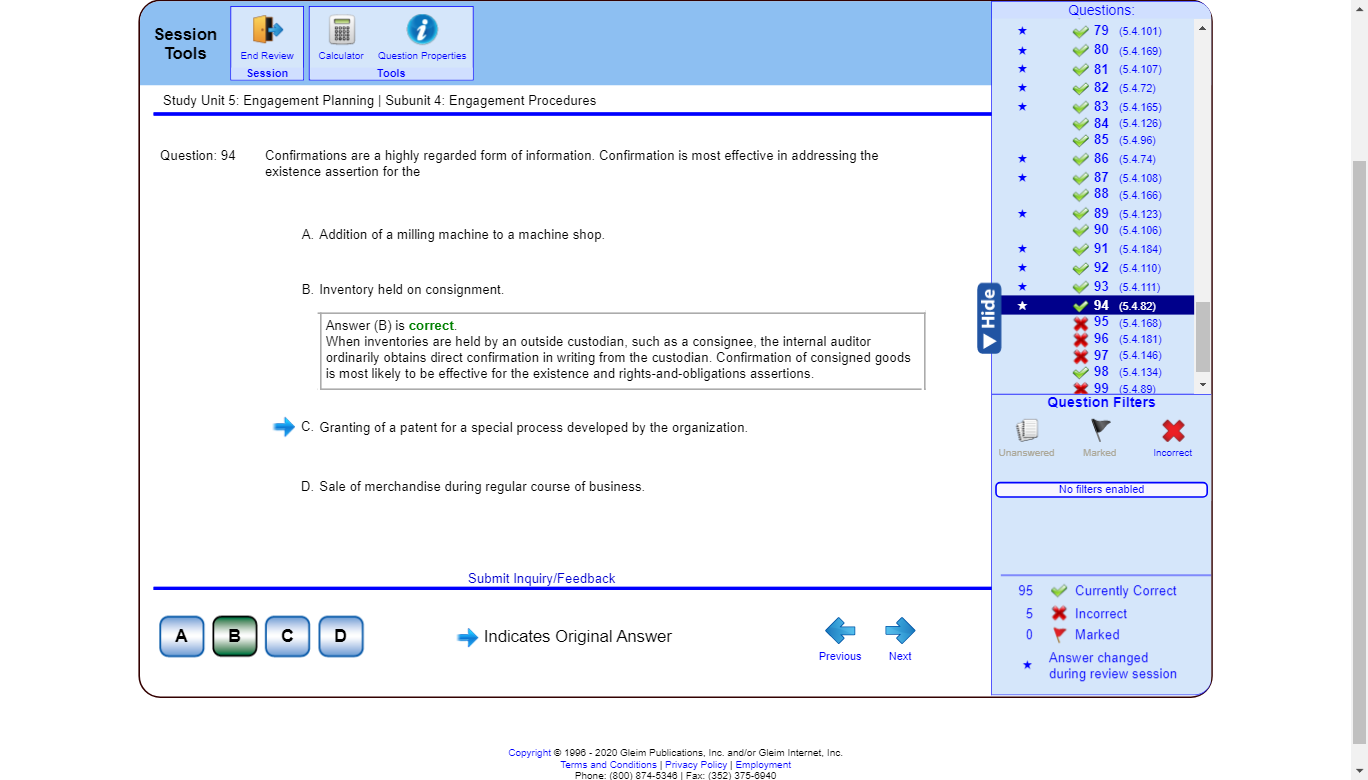 Session
Tools
End Review
Session
Calculator
Question Properties
Tools
Study Unit 5: Engagement Planning | Subunit 4: Engagement Procedures
Question: 94
Confirmations are a highly regarded form of information. Confirmation is most effective in addressing the
existence assertion for the
A. Addition of a milling machine to a machine shop.
B. Inventory held on consignment.
Answer (B) is correct.
When inventories are held by an outside custodian, such as a consignee, the internal auditor
ordinarily obtains direct confirmation in writing from the custodian. Confirmation of consigned goods
is most likely to be effective for the existence and rights-and-obligations assertions.
C. Granting of a patent for a special process developed by the organization.
D. Sale of merchandise during regular course of business.
Submit Inquiry/Feedback
A B C D
Indicates Original Answer
Previous
Next
Questions:
79 (5.4.101)
80 (5.4.169)
81 (5.4.107)
82 (5.4.72)
83 (5.4.165)
84 (5.4.126)
85 (5.4.96)
86 (5.4.74)
87 (5.4.108)
88 (5.4.166)
89 (5.4.123)
90 (5.4.106)
91 (5.4.184)
92 (5.4.110)
93 (5.4.111)
94 (5.4.82)
95 (5.4.168)
96 (5.4.181)
97 (5.4.146)
98 (5.4.134)
99 (5.4.89)
Hide
Question Filters
Unanswered
Marked
Incorrect
No filters enabled
95 Currently Correct
5 Incorrect
0 Marked
Answer changed
during review session
Copyright © 1996 - 2020 Gleim Publications, Inc. and/or Gleim Internet, Inc.
Terms and Conditions | Privacy Policy | Employment
Phone: (800) 874-5346 | Fax: (352) 375-6940